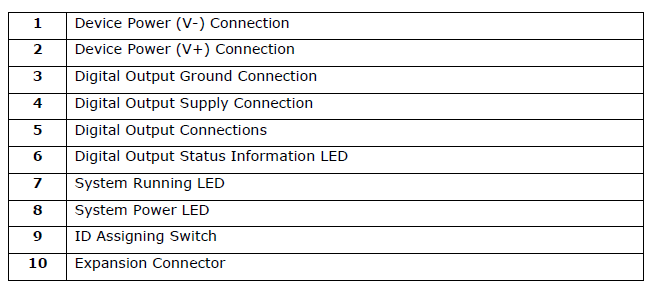 1 Device Power (V-) Connection
2 Device Power (V+) Connection
3 Digital Output Ground Connection
4 Digital Output Supply Connection
5 Digital Output Connections
6 Digital Output Status Information LED
7 System Running LED
8 System Power LED
9 ID Assigning Switch
10 Expansion Connector